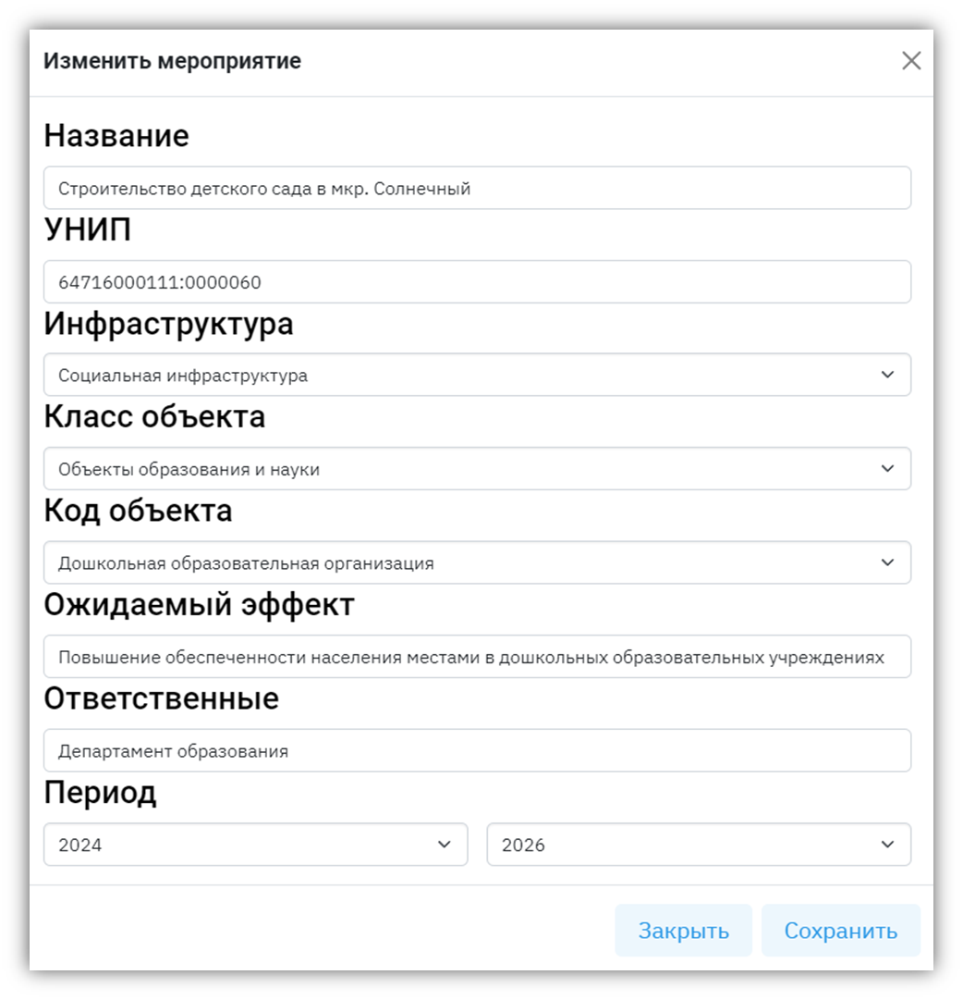 Изменить мероприятие
Название
Строительство детского сада в мкр. Солнечный
УНИП
64716000111:0000060
Инфраструктура
Социальная инфраструктура
Класс объекта
Объекты образования и науки
Код объекта
Дошкольная образовательная организация
Ожидаемый эффект
Повышение обеспеченности населения местами в дошкольных образовательных учреждениях
Ответственные
Департамент образования
Период
2024 2026
Закрыть Сохранить